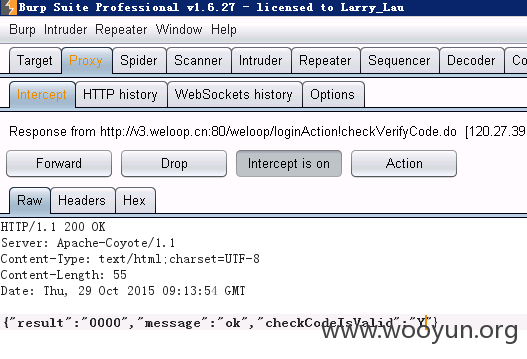 Burp Suite Professional v1.6.27 - licensed to Larry_Lau
Burp Intruder Repeater Window Help
Target Proxy Spider Scanner Intruder Repeater Sequencer Decoder Co
Intercept HTTP history WebSockets history Options
Response from http://v3.weloop.cn:80/weloop/loginAction!checkVerifyCode.do [120.27.39
Forward Drop Intercept is on Action
Raw Headers Hex
HTTP/1.1 200 OK
Server: Apache-Coyote/1.1
Content-Type: text/html;charset=UTF-8
Content-Length: 55
Date: Thu, 29 Oct 2015 09:13:54 GMT
{"result":"0000","message":"ok","checkCodeIsValid":"Y"}
www.wooyun.org